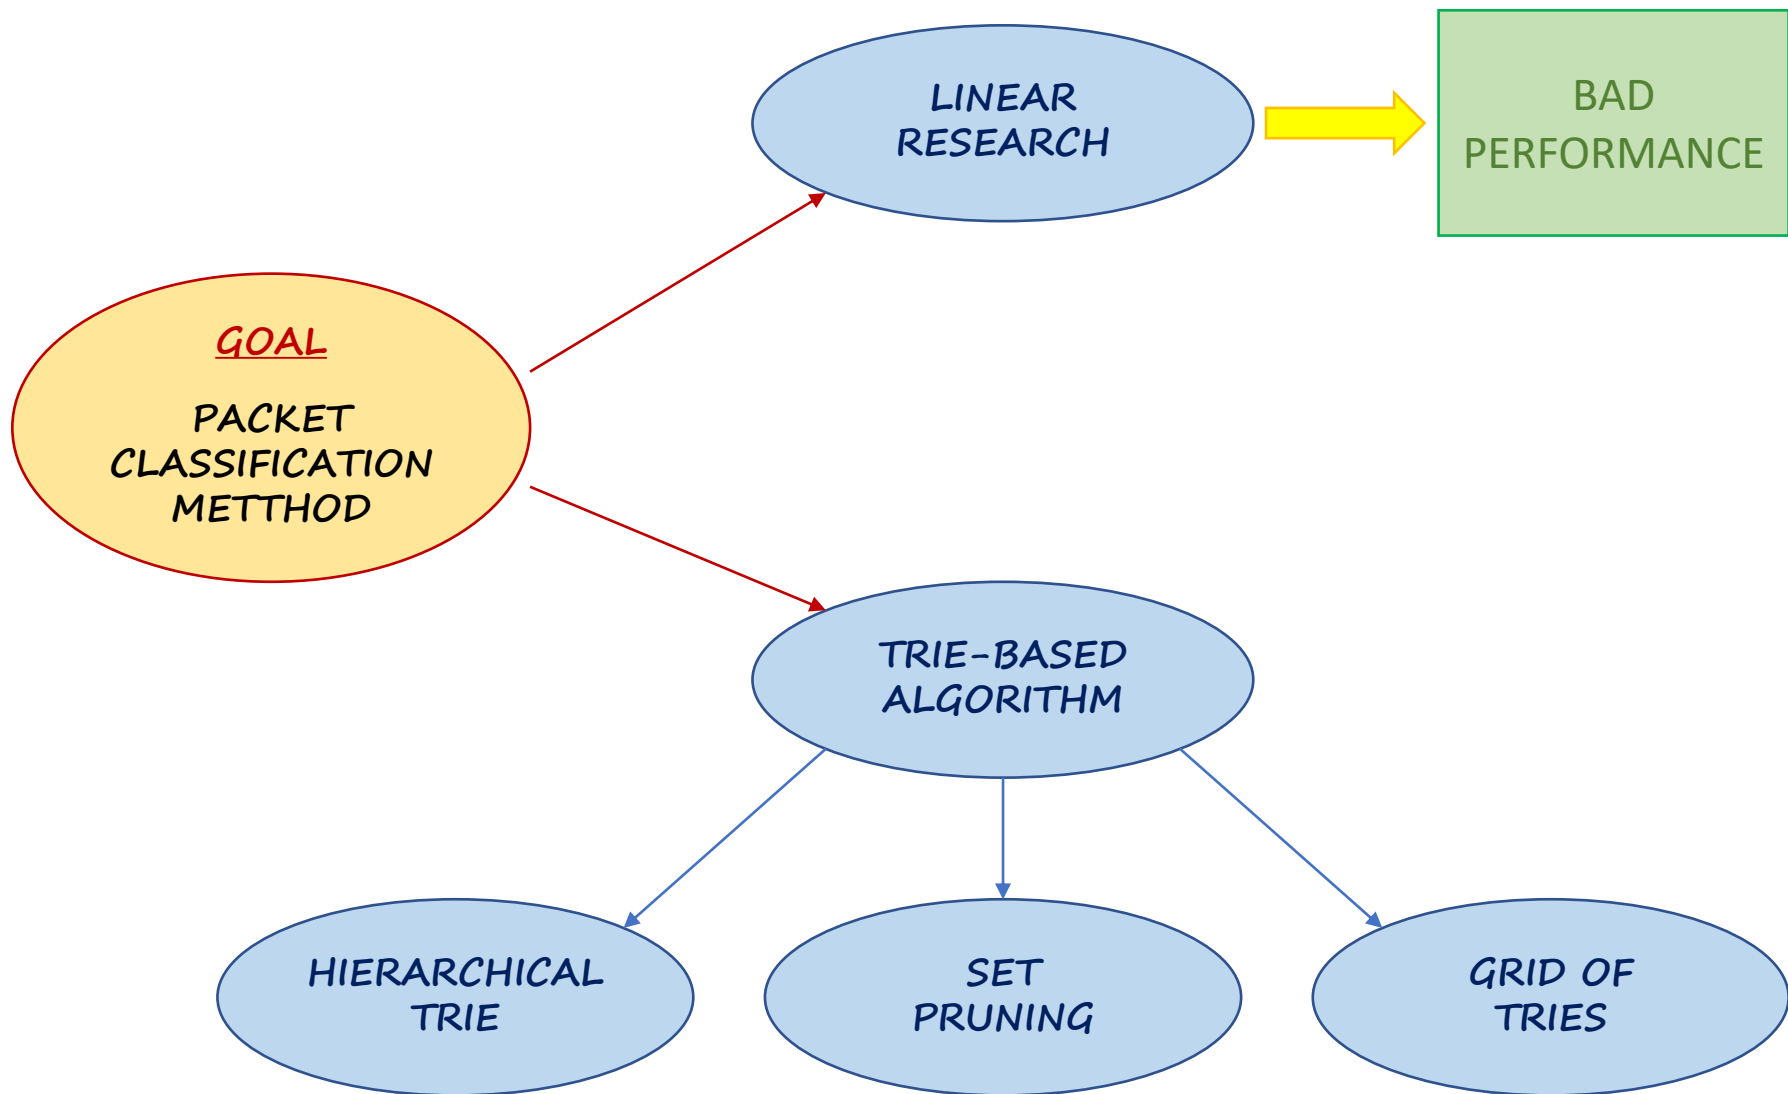 LINEAR
RESEARCH
BAD
PERFORMANCE
GOAL
PACKET
CLASSIFICATION
METTHOD
TRIE-BASED
ALGORITHM
HIERARCHICAL
TRIE
SET
PRUNING
GRID OF
TRIES